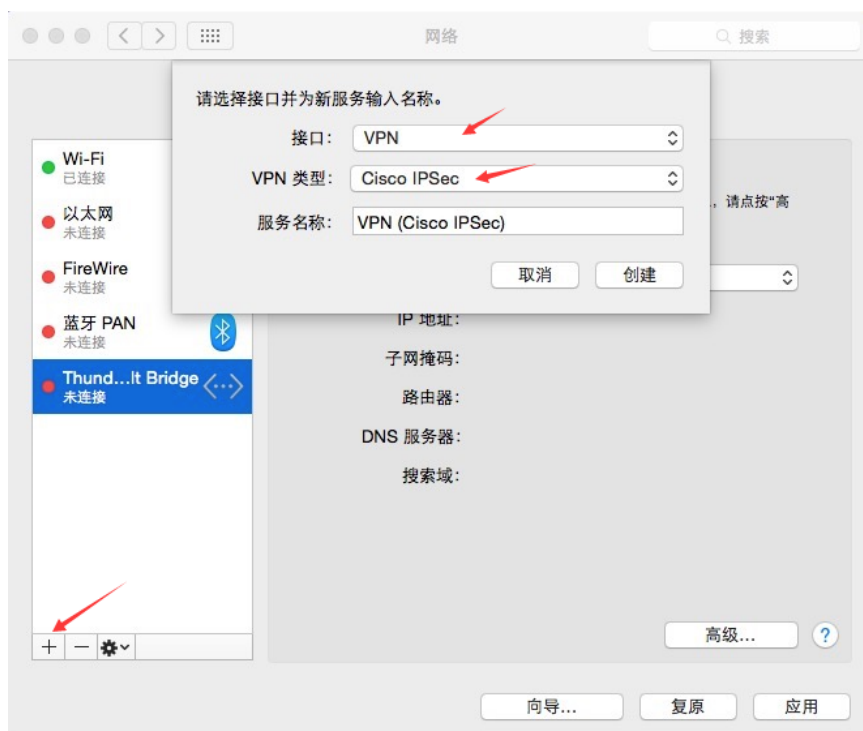 网络
搜索
请选择接口并为新服务输入名称。
接口：
VPN
VPN 类型：
Cisco IPSec
服务名称：
VPN (Cisco IPSec)
取消
创建
Wi-Fi
已连接
以太网
未连接
FireWire
未连接
蓝牙 PAN
未连接
Thund...lt Bridge
未连接
，请点按“高
IP 地址：
子网掩码：
路由器：
DNS 服务器：
搜索域：
高级...
?
向导...
复原
应用